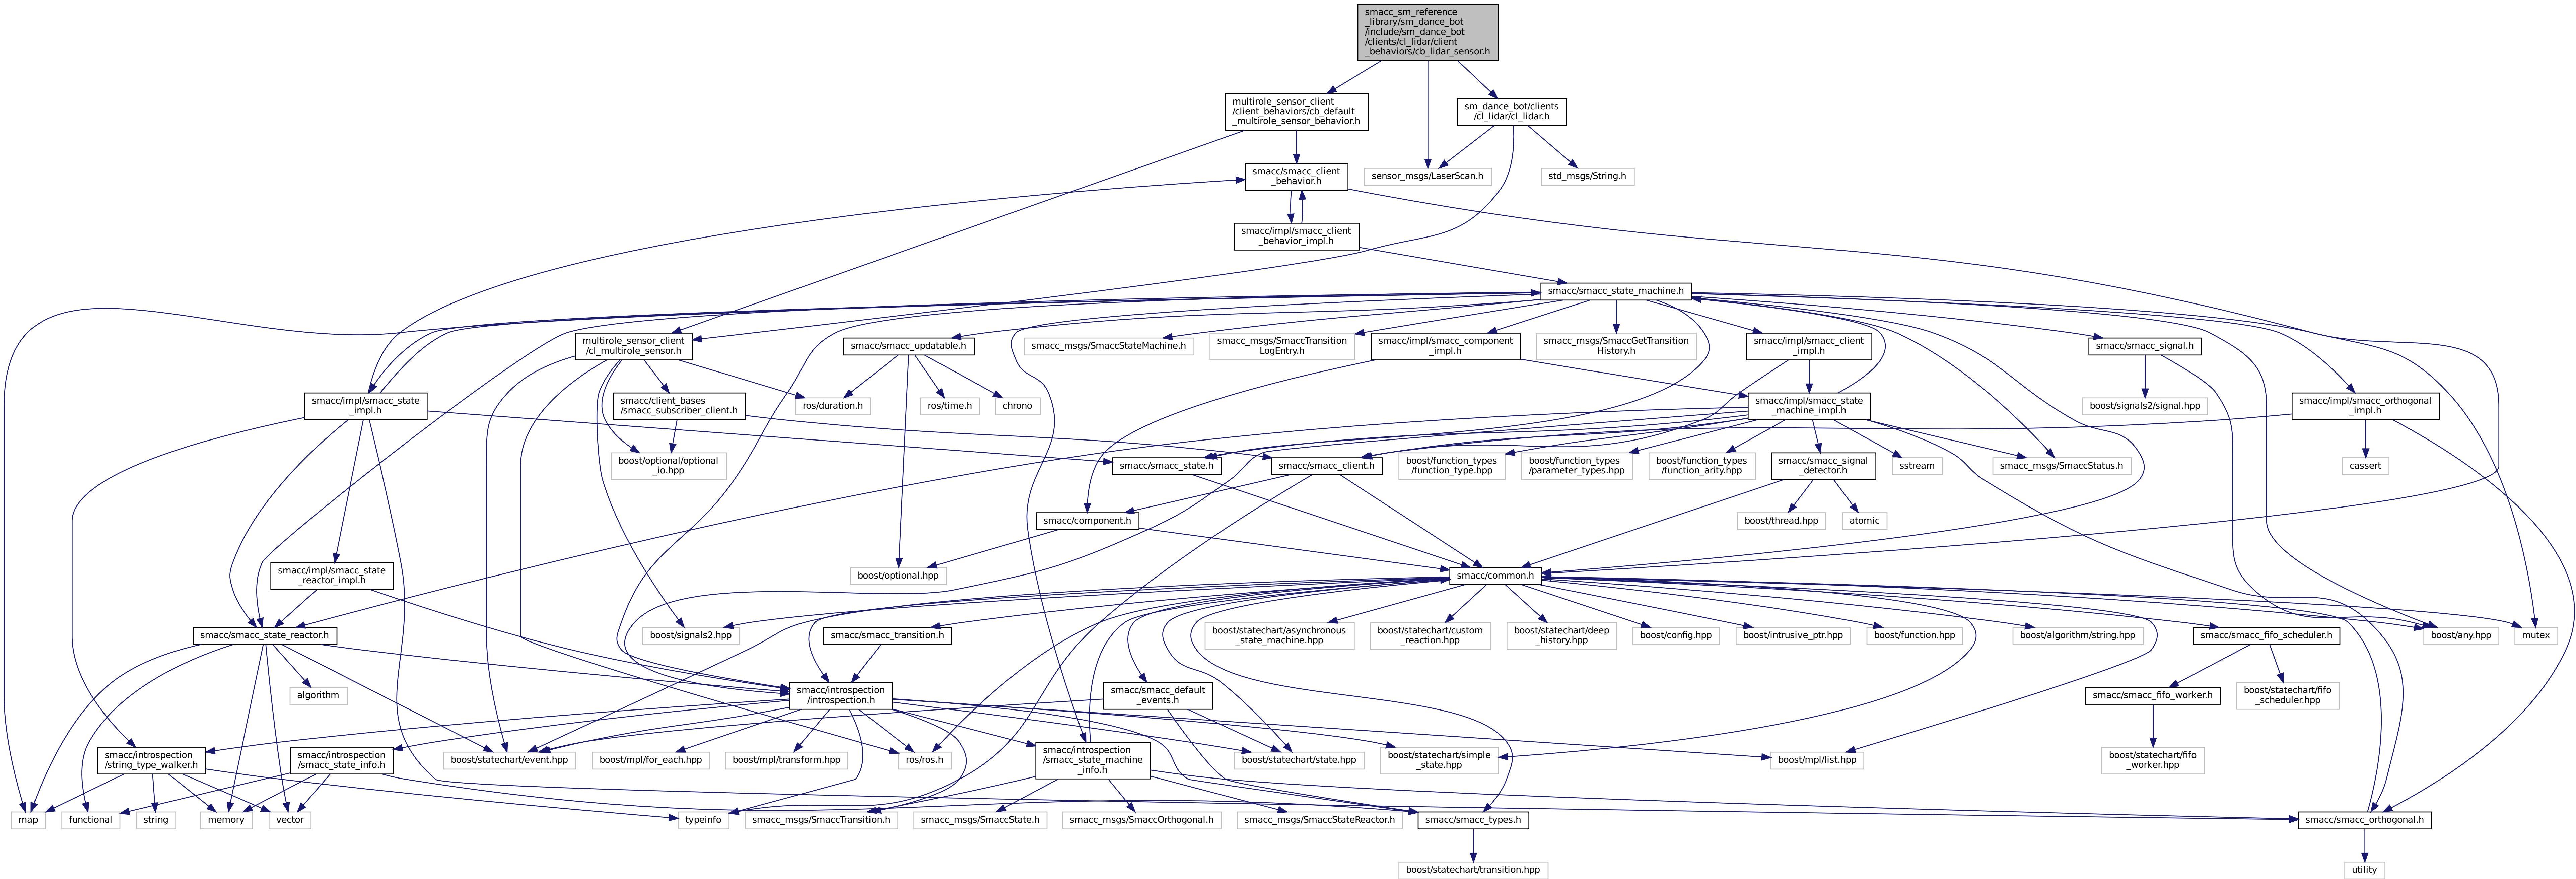 smacc_sm_reference
_library/sm_dance_bot
/include/sm_dance_bot
/clients/cl_lidar/client
_behaviors/cb_lidar_sensor.h
multirole_sensor_client
/client_behaviors/cb_default
_multirole_sensor_behavior.h
sm_dance_bot/clients
/cl_lidar/cl_lidar.h
smacc/smacc_client
_behavior.h
sensor_msgs/LaserScan.h
std_msgs/String.h
smacc/impl/smacc_client
_behavior_impl.h
smacc/smacc_state_machine.h
multirole_sensor_client
/cl_multirole_sensor.h
smacc/smacc_updatable.h
smacc_msgs/SmaccStateMachine.h
smacc_msgs/SmaccTransition
LogEntry.h
smacc/impl/smacc_component
_impl.h
smacc_msgs/SmaccGetTransition
History.h
smacc/impl/smacc_client
_impl.h
smacc/smacc_signal.h
smacc/impl/smacc_state
_impl.h
smacc/client_bases
/smacc_subscriber_client.h
ros/duration.h
ros/time.h
chrono
smacc/impl/smacc_state
_machine_impl.h
boost/signals2/signal.hpp
smacc/impl/smacc_orthogonal
_impl.h
boost/optional/optional
_io.hpp
smacc/smacc_state.h
smacc/smacc_client.h
boost/function_types
/function_type.hpp
boost/function_types
/parameter_types.hpp
boost/function_types
/function_arity.hpp
smacc/smacc_signal
_detector.h
sstream
smacc_msgs/SmaccStatus.h
cassert
smacc/component.h
boost/thread.hpp
atomic
smacc/impl/smacc_state
_reactor_impl.h
boost/optional.hpp
smacc/common.h
smacc/smacc_state_reactor.h
boost/signals2.hpp
smacc/smacc_transition.h
boost/statechart/asynchronous
_state_machine.hpp
boost/statechart/custom
_reaction.hpp
boost/statechart/deep
_history.hpp
boost/config.hpp
boost/intrusive_ptr.hpp
boost/function.hpp
boost/algorithm/string.hpp
smacc/smacc_fifo_scheduler.h
boost/any.hpp
mutex
algorithm
smacc/introspection
/introspection.h
smacc/smacc_default
_events.h
smacc/smacc_fifo_worker.h
boost/statechart/fifo
_scheduler.hpp
smacc/introspection
/string_type_walker.h
smacc/introspection
/smacc_state_info.h
boost/statechart/event.hpp
boost/mpl/for_each.hpp
boost/mpl/transform.hpp
ros/ros.h
smacc/introspection
/smacc_state_machine
_info.h
boost/statechart/state.hpp
boost/statechart/simple
_state.hpp
boost/mpl/list.hpp
boost/statechart/fifo
_worker.hpp
map
functional
string
memory
vector
typeinfo
smacc_msgs/SmaccTransition.h
smacc_msgs/SmaccState.h
smacc_msgs/SmaccOrthogonal.h
smacc_msgs/SmaccStateReactor.h
smacc/smacc_types.h
smacc/smacc_orthogonal.h
boost/statechart/transition.hpp
utility